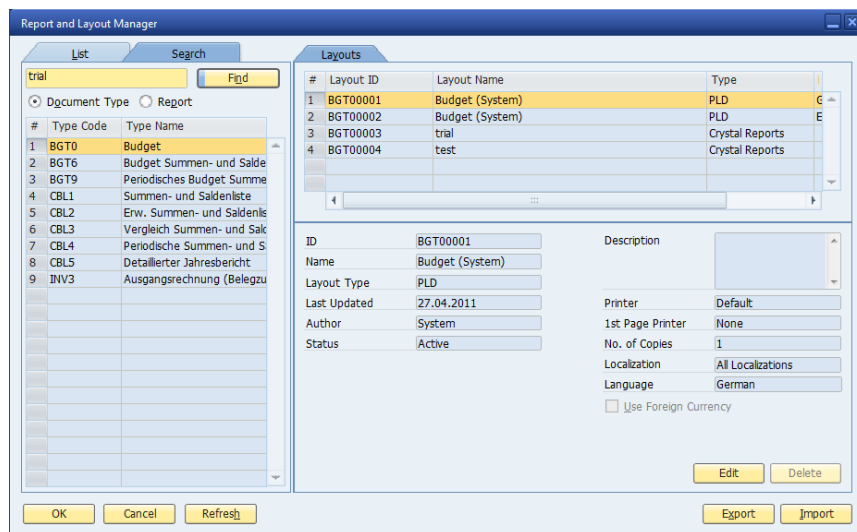 Report and Layout Manager
List Search
trial Find
Document Type Report
# Type Code Type Name
1 BGT0 Budget
2 BGT6 Budget Summen- und Salde
3 BGT9 Periodisches Budget Summe
4 CBL1 Summen- und Saldenliste
5 CBL2 Erw. Summen- und Saldenlis
6 CBL3 Vergleich Summen- und Sald
7 CBL4 Periodische Summen- und S
8 CBL5 Detaillierter Jahresbericht
9 INV3 Ausgangsrechnung (Belegzu
Layouts
# Layout ID Layout Name Type
1 BGT00001 Budget (System) PLD G
2 BGT00002 Budget (System) PLD E
3 BGT00003 trial Crystal Reports
4 BGT00004 test Crystal Reports
ID BGT00001
Name Budget (System)
Layout Type PLD
Last Updated 27.04.2011
Author System
Status Active
Description
Printer Default
1st Page Printer None
No. of Copies 1
Localization All Localizations
Language German
Use Foreign Currency
Edit Delete
OK Cancel Refresh Export Import